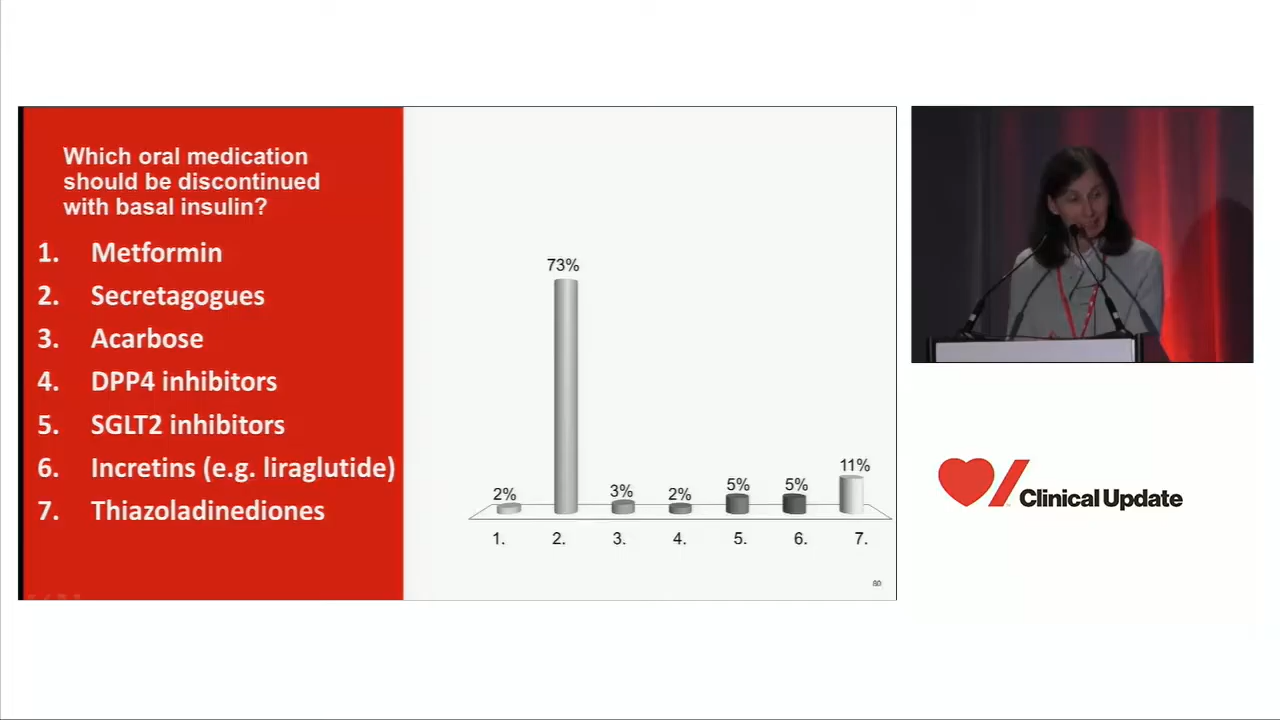 Which oral medication
should be discontinued
with basal insulin?
1. Metformin
2. Secretagogues
3. Acarbose
4. DPP4 inhibitors
5. SGLT2 inhibitors
6. Incretins (e.g. liraglutide)
7. Thiazoladinediones
2% 73% 3% 2% 5% 5% 11%
1. 2. 3. 4. 5. 6. 7.
80
Clinical Update